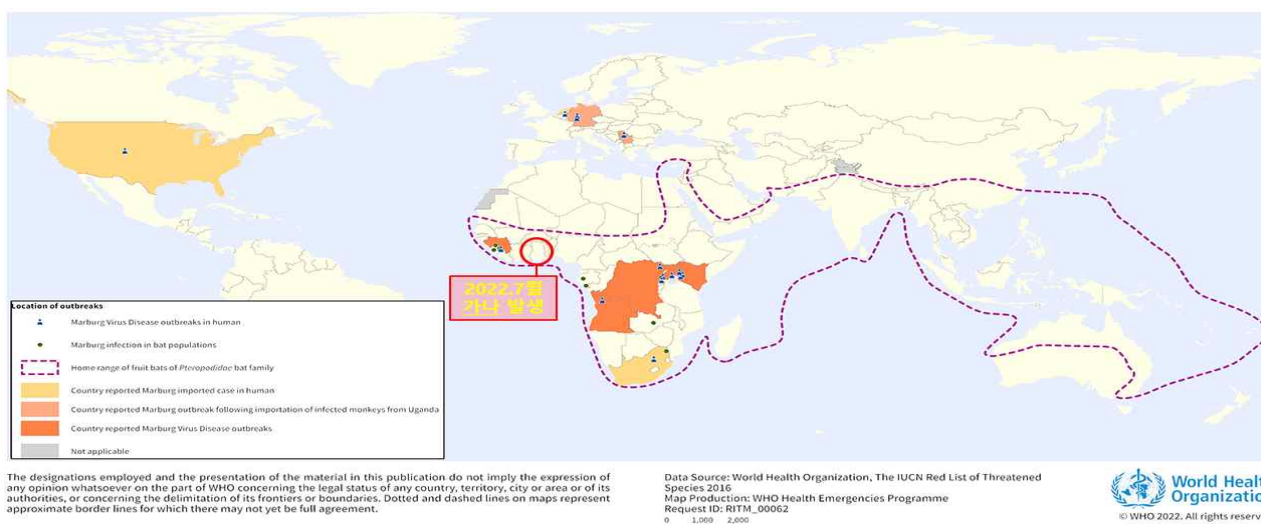 2022.7월
가나 발생
Location of outbreaks
Marburg Virus Disease outbreaks in human
Marburg infection in bat populations
Home range of fruit bats of Pteropodidae bat family
Country reported Marburg imported case in human
Country reported Marburg outbreak following importation of infected monkeys from Uganda
Country reported Marburg Virus Disease outbreaks
Not applicable
The designations employed and the presentation of the material in this publication do not imply the expression of
any opinion whatsoever on the part of WHO concerning the legal status of any country, territory, city or area or of its
authorities, or concerning the delimitation of its frontiers or boundaries. Dotted and dashed lines on maps represent
approximate border lines for which there may not yet be full agreement.
Data Source: World Health Organization, The IUCN Red List of Threatened
Species 2016
Map Production: WHO Health Emergencies Programme
Request ID: RITM_00062
0 1,000 2,000
World Healt
Organizatio
© WHO 2022. All rights reserv